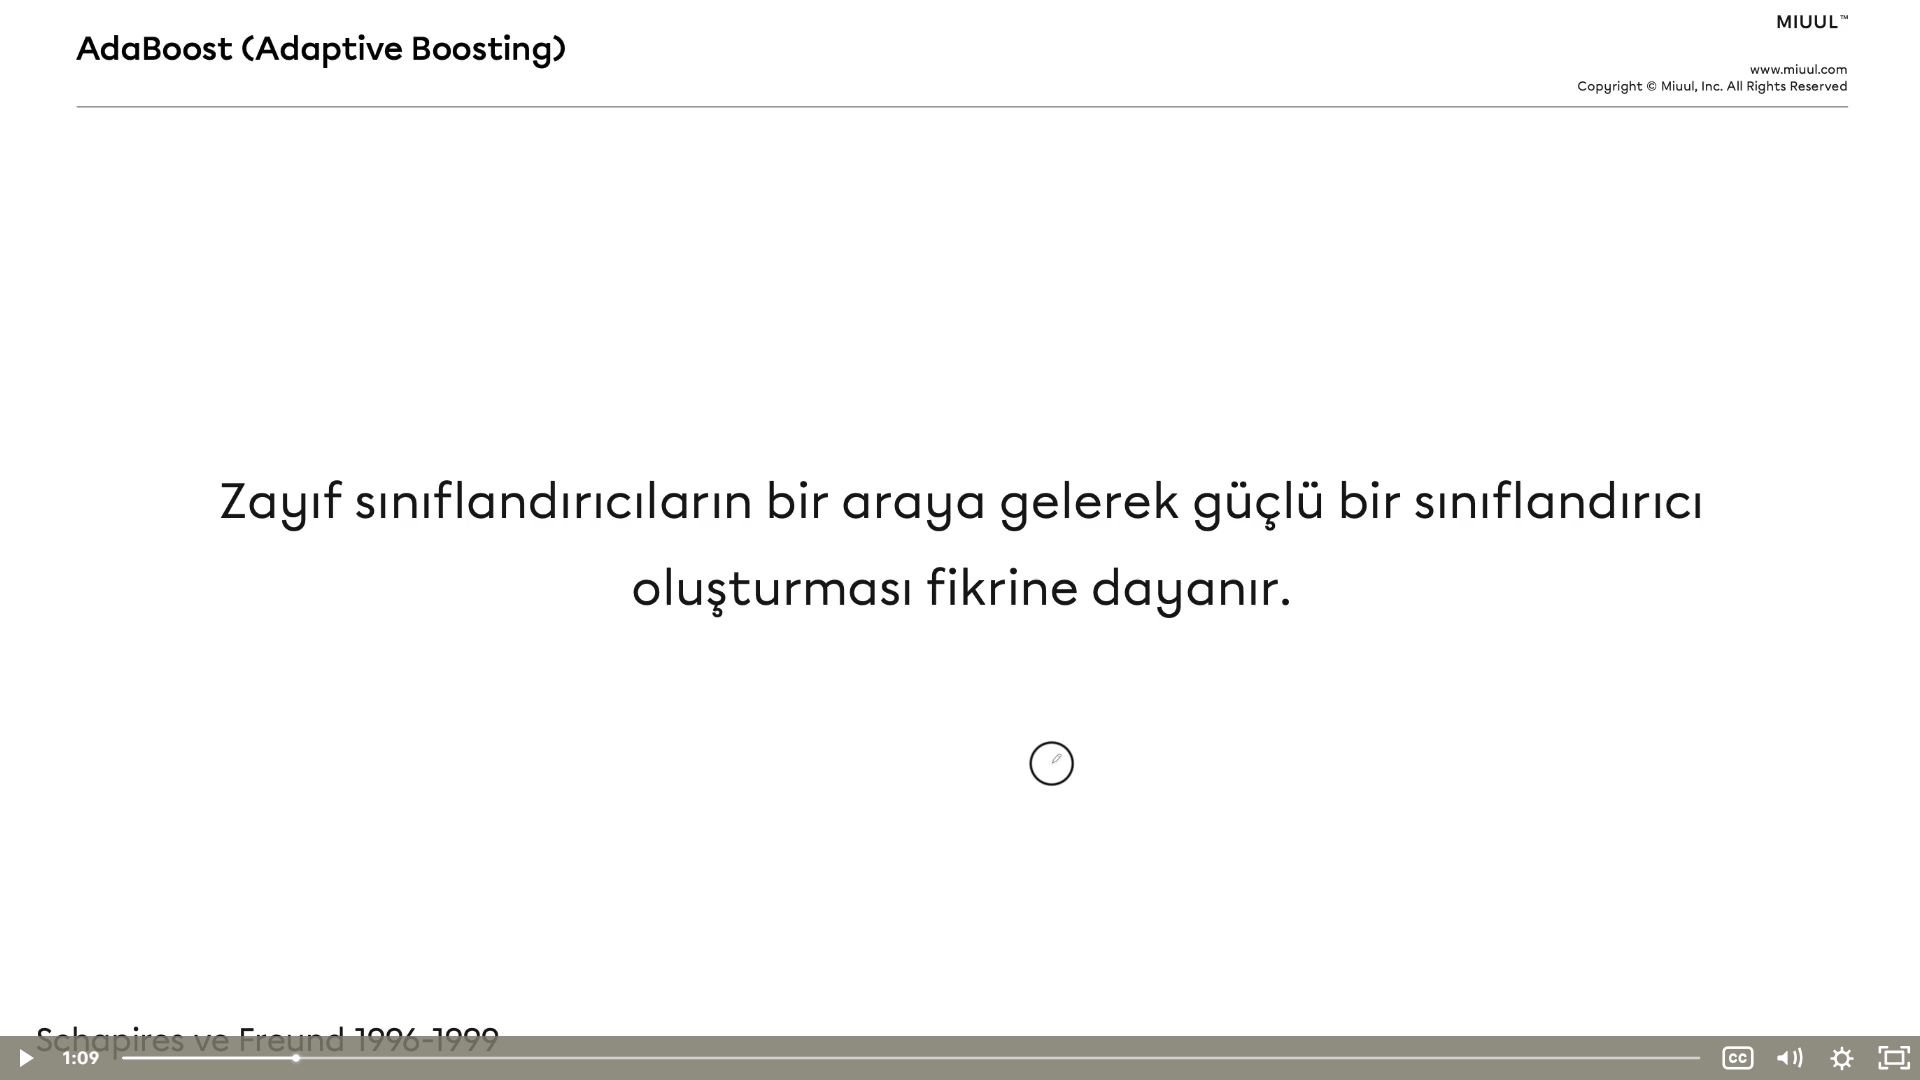 MIUUL™
AdaBoost (Adaptive Boosting)
www.miuul.com
Copyright © Miuul, Inc. All Rights Reserved
Zayıf sınıflandırıcıların bir araya gelerek güçlü bir sınıflandırıcı
oluşturması fikrine dayanır.
Schapires ve Freund 1996-1999
1:09
CC